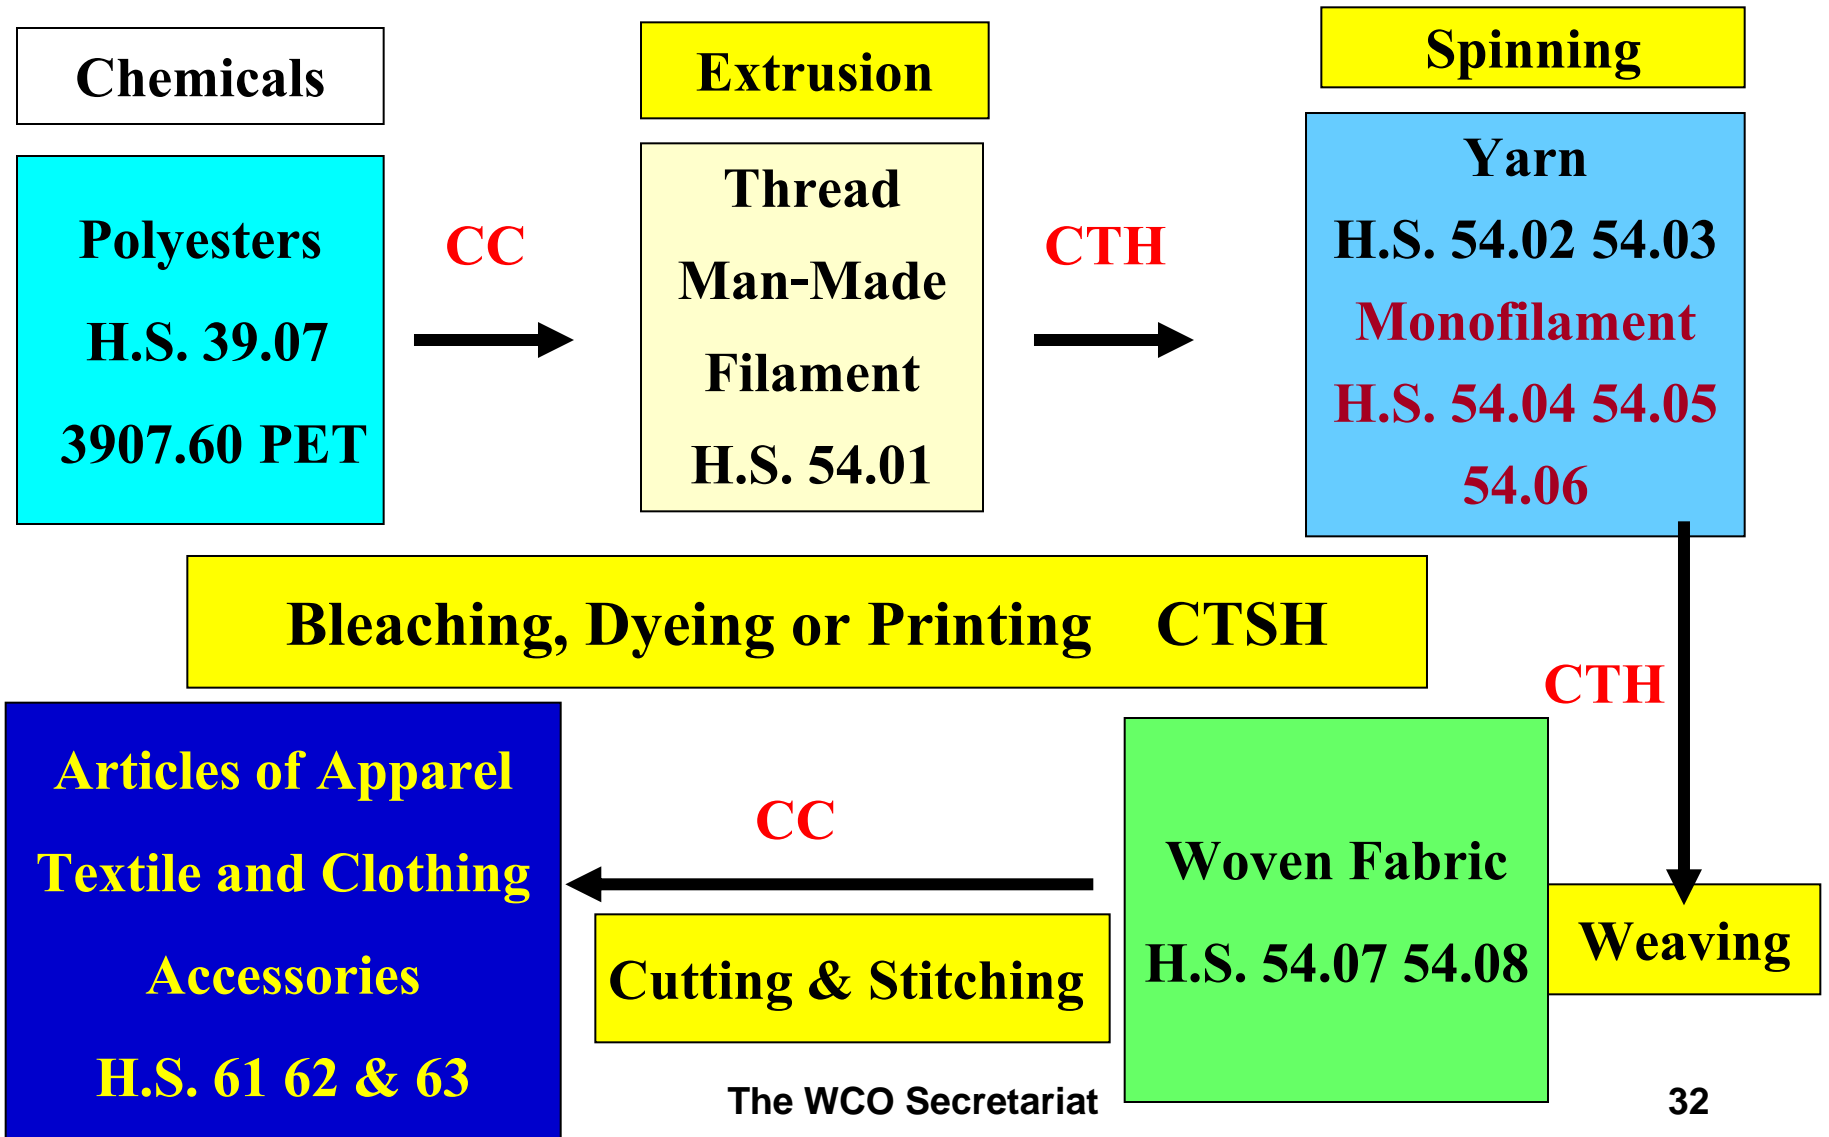 Chemicals
Polyesters
H.S. 39.07
3907.60 PET
CC
Extrusion
Thread
Man-Made
Filament
H.S. 54.01
CTH
Spinning
Yarn
H.S. 54.02 54.03
Monofilament
H.S. 54.04 54.05
54.06
Bleaching, Dyeing or Printing CTSH
CTH
Weaving
Woven Fabric
H.S. 54.07 54.08
CC
Cutting & Stitching
Articles of Apparel
Textile and Clothing
Accessories
H.S. 61 62 & 63
The WCO Secretariat
32